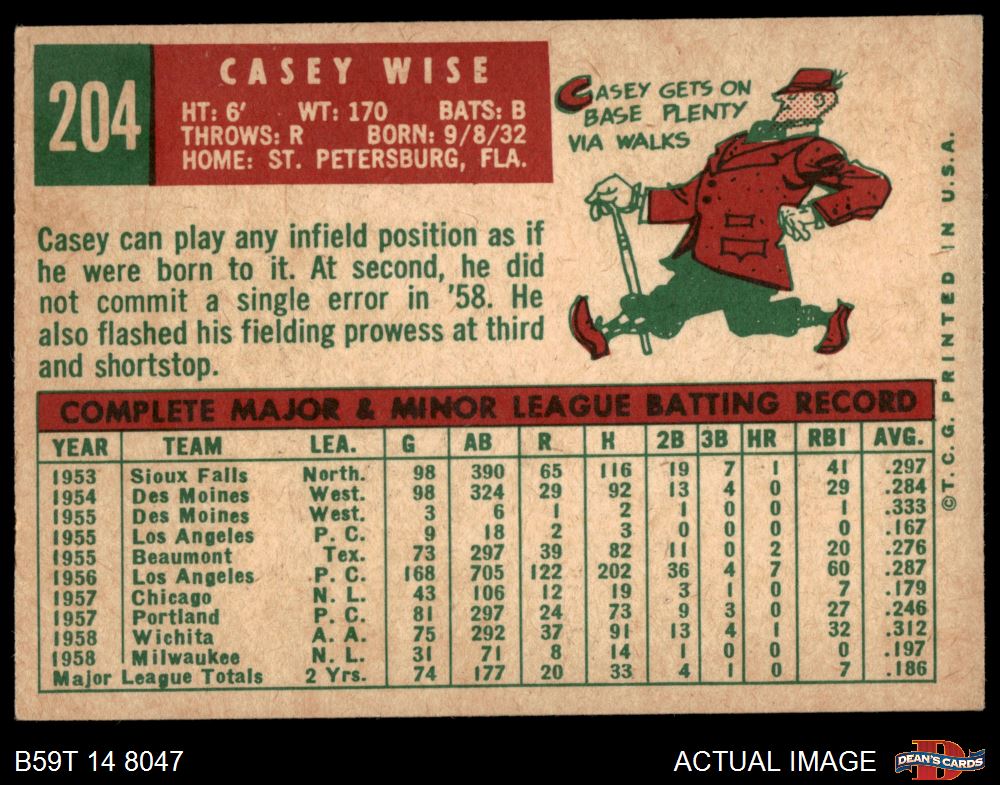 204
CASEY WISE
HT: 6' WT: 170 BATS: B
THROWS: R BORN: 9/8/32
HOME: ST. PETERSBURG, FLA.
CASEY GETS ON
BASE PLENTY
VIA WALKS
Casey can play any infield position as if
he were born to it. At second, he did
not commit a single error in '58. He
also flashed his fielding prowess at third
and shortstop.
COMPLETE MAJOR & MINOR LEAGUE BATTING RECORD
YEAR TEAM LEA. G AB R H 2B 3B HR RBI AVG.
1953 Sioux Falls North. 98 390 65 116 19 7 1 41 .297
1954 Des Moines West. 98 324 29 92 13 4 0 29 .284
1955 Des Moines West. 3 6 1 2 1 0 0 1 .333
1955 Los Angeles P. C. 9 18 2 3 0 0 0 0 .167
1955 Beaumont Tex. 73 297 39 82 11 0 2 20 .276
1956 Los Angeles P. C. 168 705 122 202 36 4 7 60 .287
1957 Chicago N. L. 43 106 12 19 3 1 0 7 .179
1957 Portland P. C. 81 297 24 73 9 3 0 27 .246
1958 Wichita A. A. 75 292 37 91 13 4 1 32 .312
1958 Milwaukee N. L. 31 71 8 14 1 0 0 0 .197
Major League Totals 2 Yrs. 74 177 20 33 4 1 0 7 .186
©T. C. G. PRINTED IN U.S.A.
B59T 14 8047
ACTUAL IMAGE
D
DEAN'S CARDS